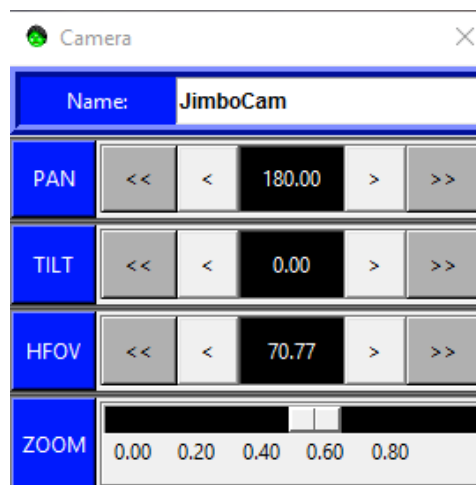 Camera
Name: JimboCam
PAN << < 180.00 > >>
TILT << < 0.00 > >>
HFOV << < 70.77 > >>
ZOOM
0.00 0.20 0.40 0.60 0.80